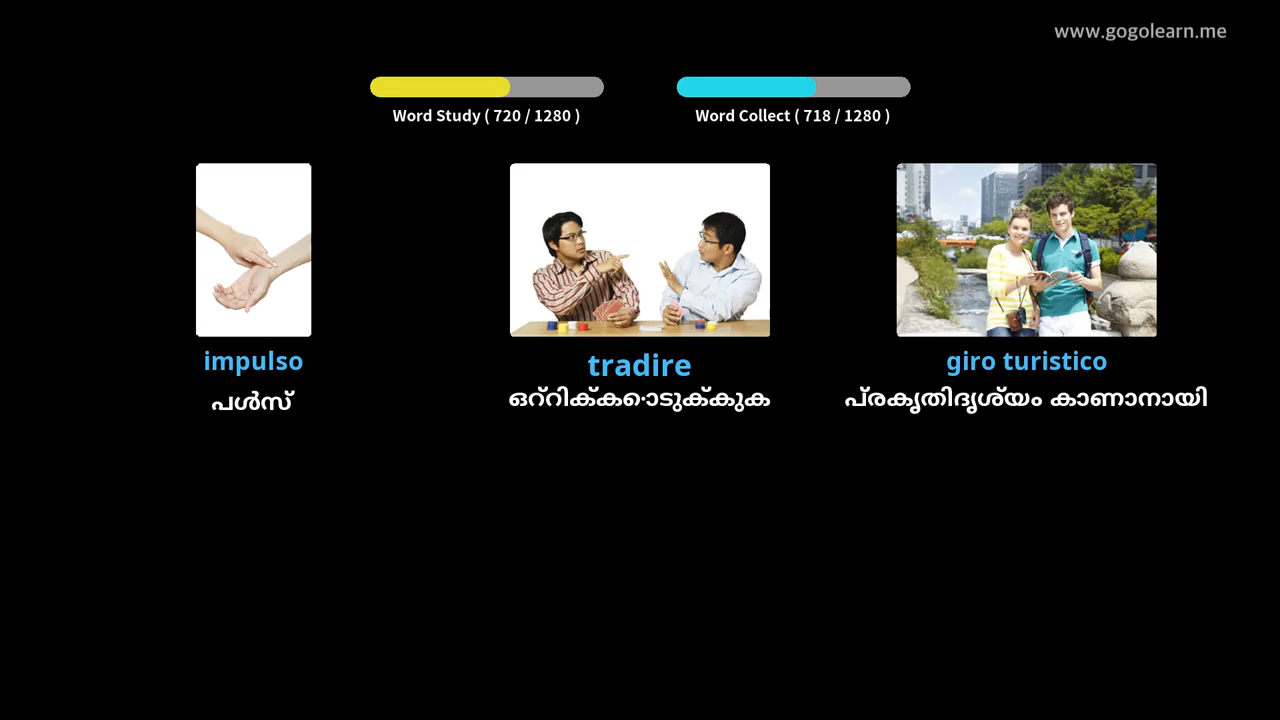 www.gogolearn.me
Word Study ( 720 / 1280 )
Word Collect ( 718 / 1280 )
impulso
tradire
giro turistico
പൾസ്
ഒറ്റിക്കൊടുക്കുക
പ്രകൃതിദൃശ്യം കാണാനായി